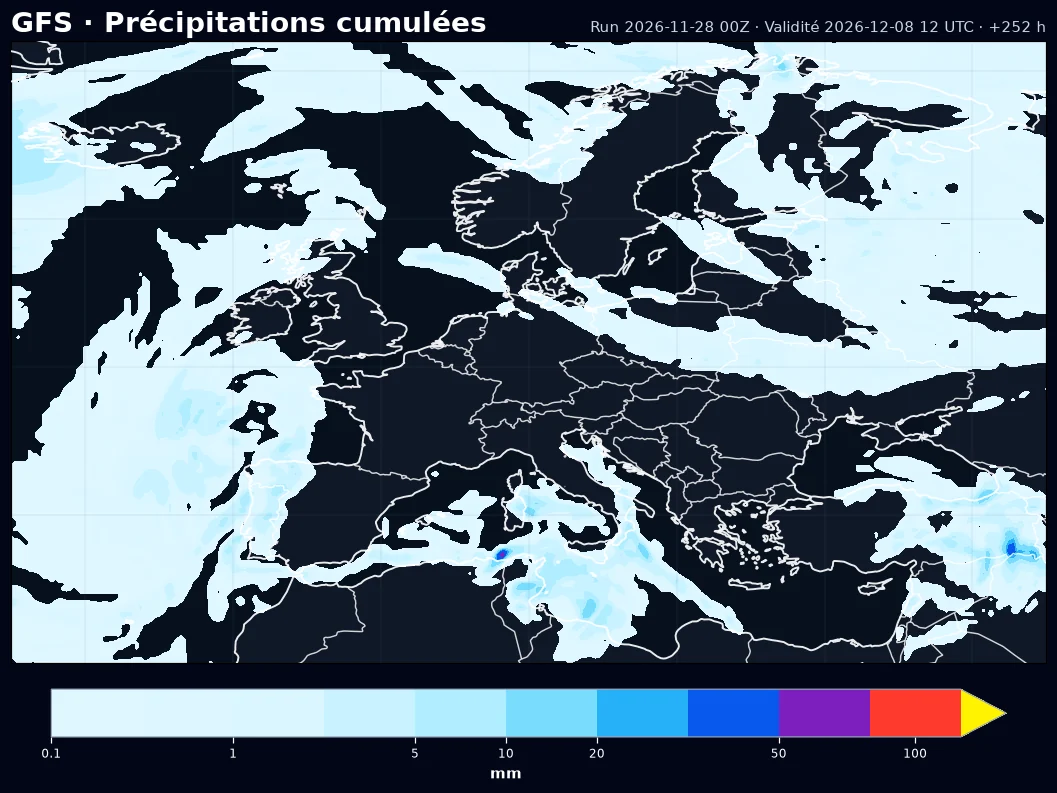 GFS · Précipitations cumulées
Run 2026-11-28 00Z · Validité 2026-12-08 12 UTC · +252 h
0.1 1 5 10 20 50 100
mm